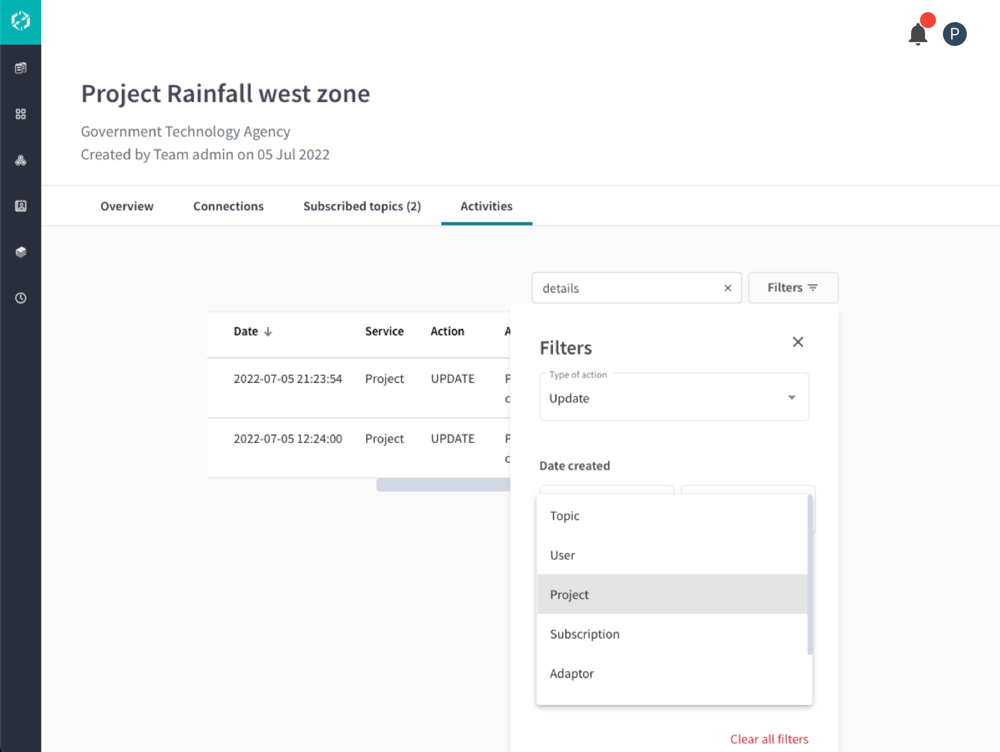 P
Project Rainfall west zone
Government Technology Agency
Created by Team admin on 05 Jul 2022
Overview Connections Subscribed topics (2) Activities
details × Filters
Date Service Action
2022-07-05 21:23:54 Project UPDATE
2022-07-05 12:24:00 Project UPDATE
Filters
Type of action
Update
Date created
Topic
User
Project
Subscription
Adaptor
Clear all filters